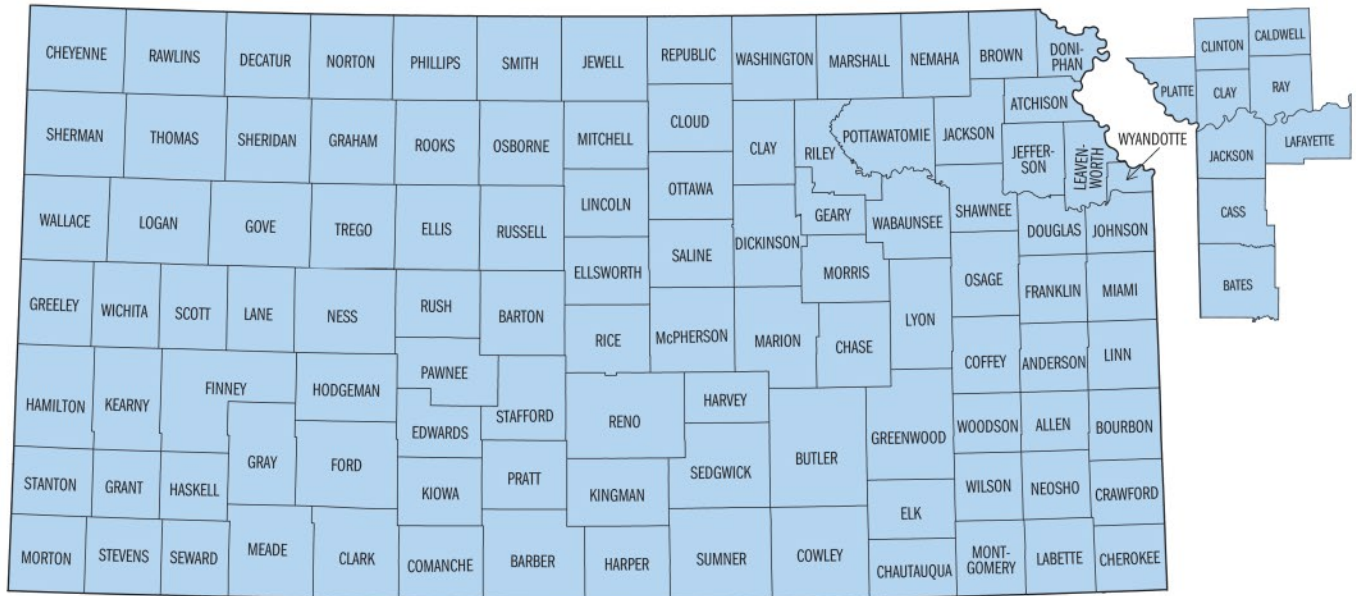 CHEYENNE
RAWLINS
DECATUR
NORTON
PHILLIPS
SMITH
JEWELL
REPUBLIC
WASHINGTON
MARSHALL
NEMAHA
BROWN
DONI-
PHAN
CLINTON
CALDWELL
PLATTE
CLAY
RAY
ATCHISON
SHERMAN
THOMAS
SHERIDAN
GRAHAM
ROOKS
OSBORNE
MITCHELL
CLOUD
CLAY
RILEY
POTTAWATOMIE
JACKSON
JEFFER-
SON
LEAVEN-
WORTH
WYANDOTTE
JACKSON
LAFAYETTE
WALLACE
LOGAN
GOVE
TREGO
ELLIS
RUSSELL
LINCOLN
OTTAWA
DICKINSON
GEARY
WABAUNSEE
SHAWNEE
DOUGLAS
JOHNSON
CASS
ELLSWORTH
SALINE
MORRIS
OSAGE
FRANKLIN
MIAMI
BATES
GREELEY
WICHITA
SCOTT
LANE
NESS
RUSH
BARTON
RICE
McPHERSON
MARION
CHASE
LYON
COFFEY
ANDERSON
LINN
HAMILTON
KEARNY
FINNEY
HODGEMAN
PAWNEE
STAFFORD
RENO
HARVEY
EDWARDS
GREENWOOD
WOODSON
ALLEN
BOURBON
GRAY
FORD
PRATT
SEDGWICK
BUTLER
STANTON
GRANT
HASKELL
KIOWA
KINGMAN
ELK
WILSON
NEOSHO
CRAWFORD
MORTON
STEVENS
SEWARD
MEADE
CLARK
COMANCHE
BARBER
HARPER
SUMNER
COWLEY
CHAUTAUQUA
MONT-
GOMERY
LABETTE
CHEROKEE